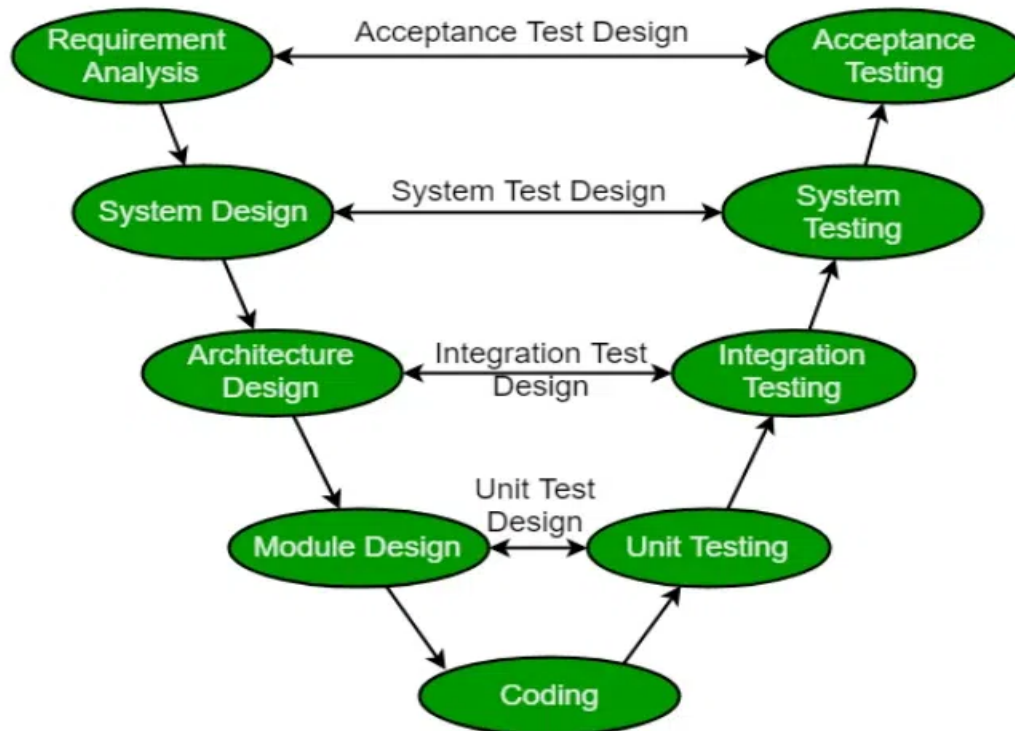 Requirement
Analysis
Acceptance Test Design
Acceptance
Testing
System Design
System Test Design
System
Testing
Architecture
Design
Integration Test
Design
Integration
Testing
Module Design
Unit Test
Design
Unit Testing
Coding